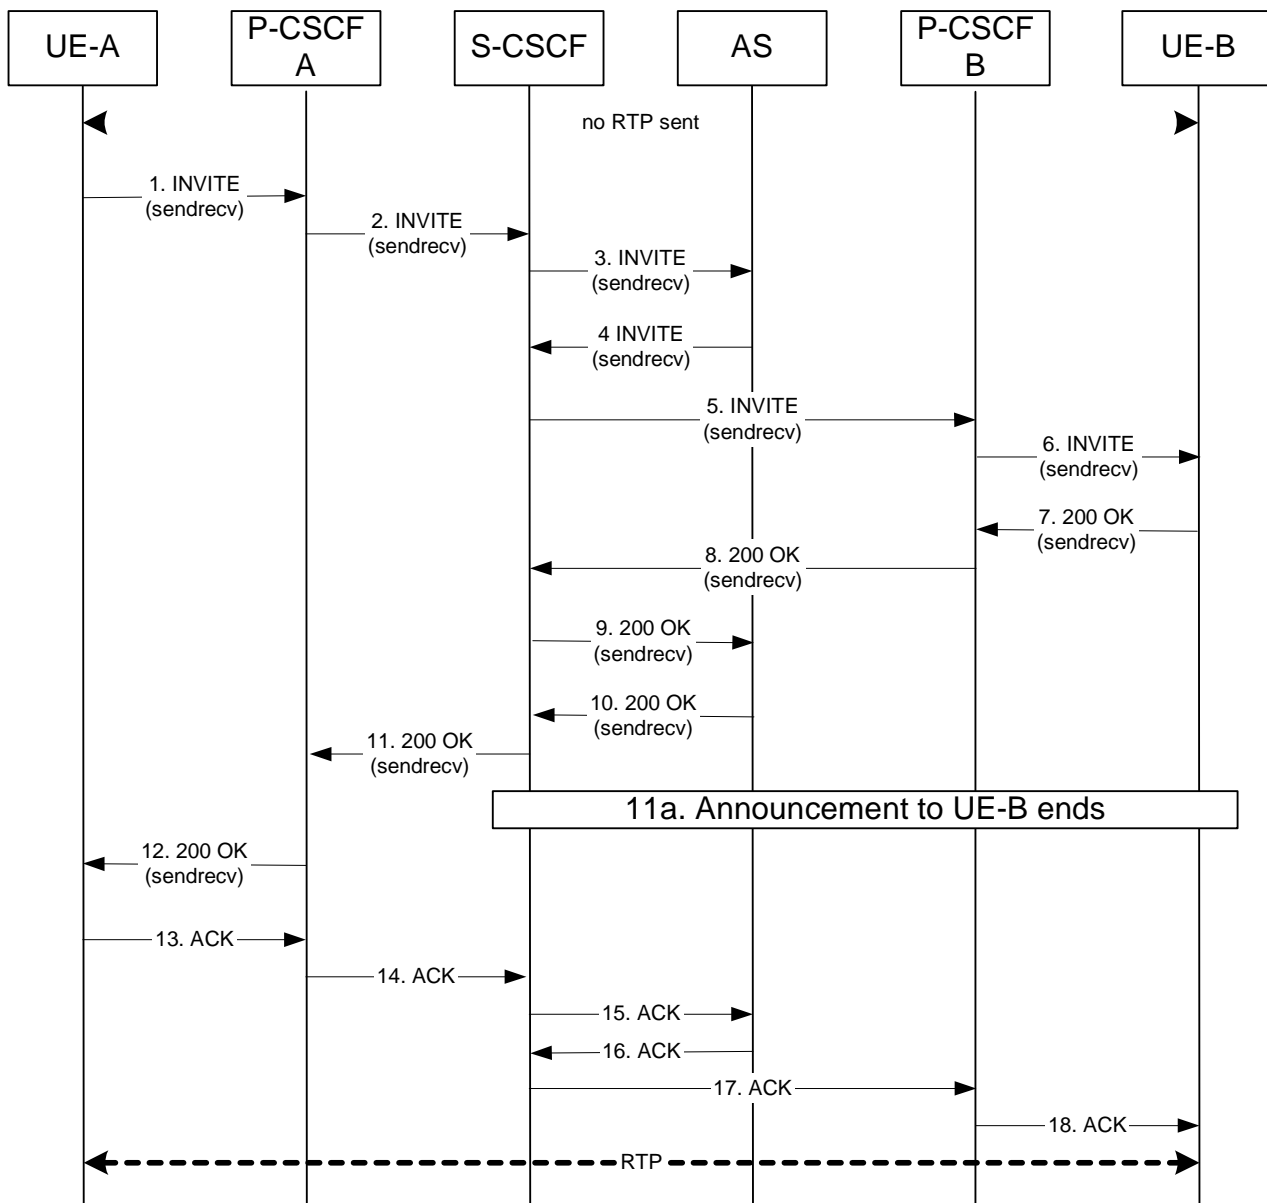 UE-A
P-CSCF
A
S-CSCF
AS
P-CSCF
B
UE-B
no RTP sent
1. INVITE
(sendrecv)
2. INVITE
(sendrecv)
3. INVITE
(sendrecv)
4 INVITE
(sendrecv)
5. INVITE
(sendrecv)
6. INVITE
(sendrecv)
7. 200 OK
(sendrecv)
8. 200 OK
(sendrecv)
9. 200 OK
(sendrecv)
10. 200 OK
(sendrecv)
11. 200 OK
(sendrecv)
11a. Announcement to UE-B ends
12. 200 OK
(sendrecv)
13. ACK
14. ACK
15. ACK
16. ACK
17. ACK
18. ACK
RTP